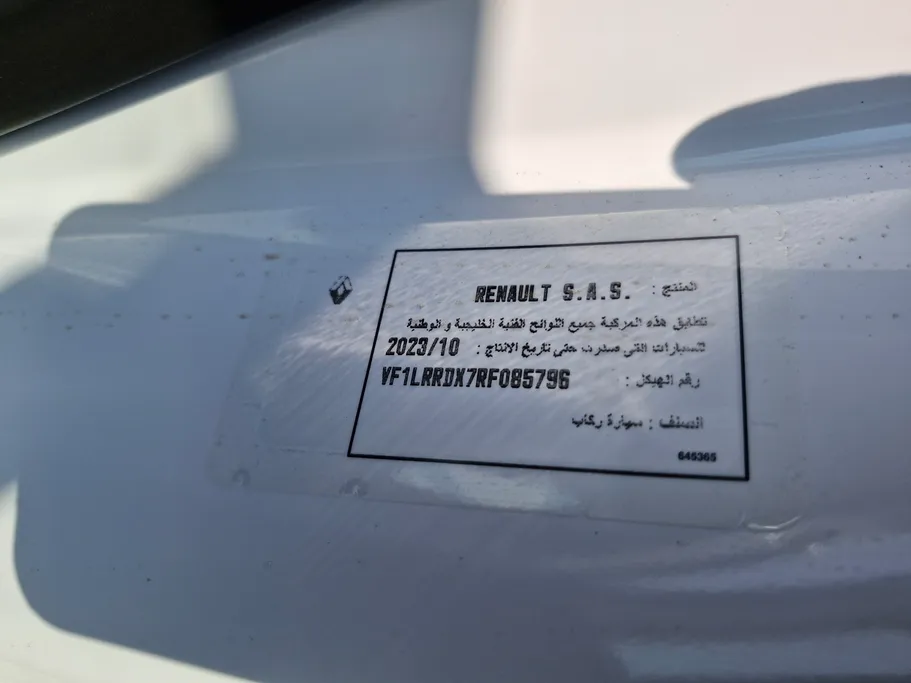 المنتج : RENAULT S.A.S.
تطابق هذه المركبة جميع اللوائح الفنية الخليجية و الوطنية
للسيارات التي صدرت حتى تاريخ الانتاج : 2023/10
رقم الهيكل : VF1LRRDX7RF085796
الصنف : سيارة ركاب
645365